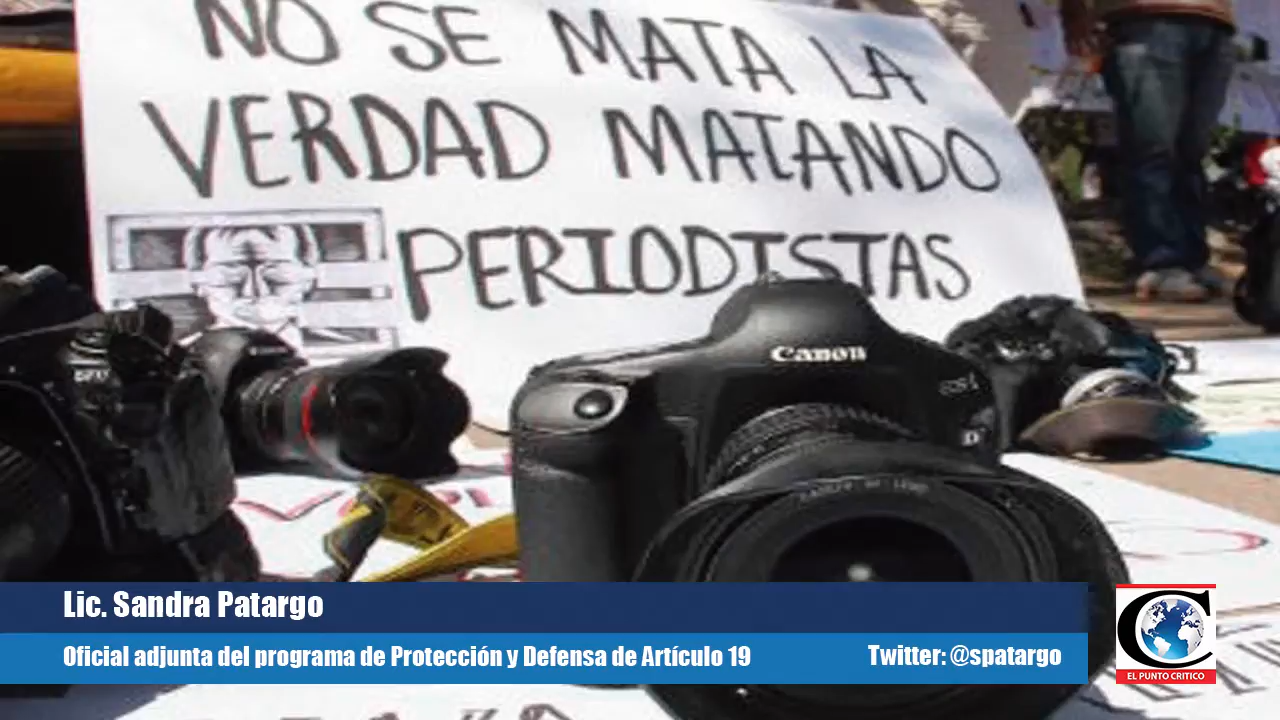 NO SE MATA LA
VERDAD MATANDO
PERIODISTAS
Canon
Lic. Sandra Patargo
Oficial adjunta del programa de Protección y Defensa de Artículo 19
Twitter: @spatargo
C
EL PUNTO CRITICO